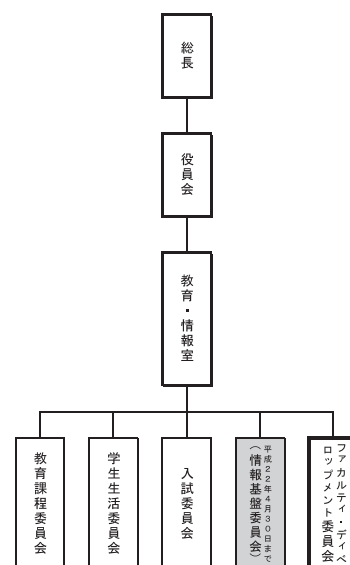 総長
役員会
教育・情報室
教育課程委員会
学生生活委員会
入試委員会
平成22年4月30日まで
(情報基盤委員会)
ファカルティ・ディベ
ロップメント委員会